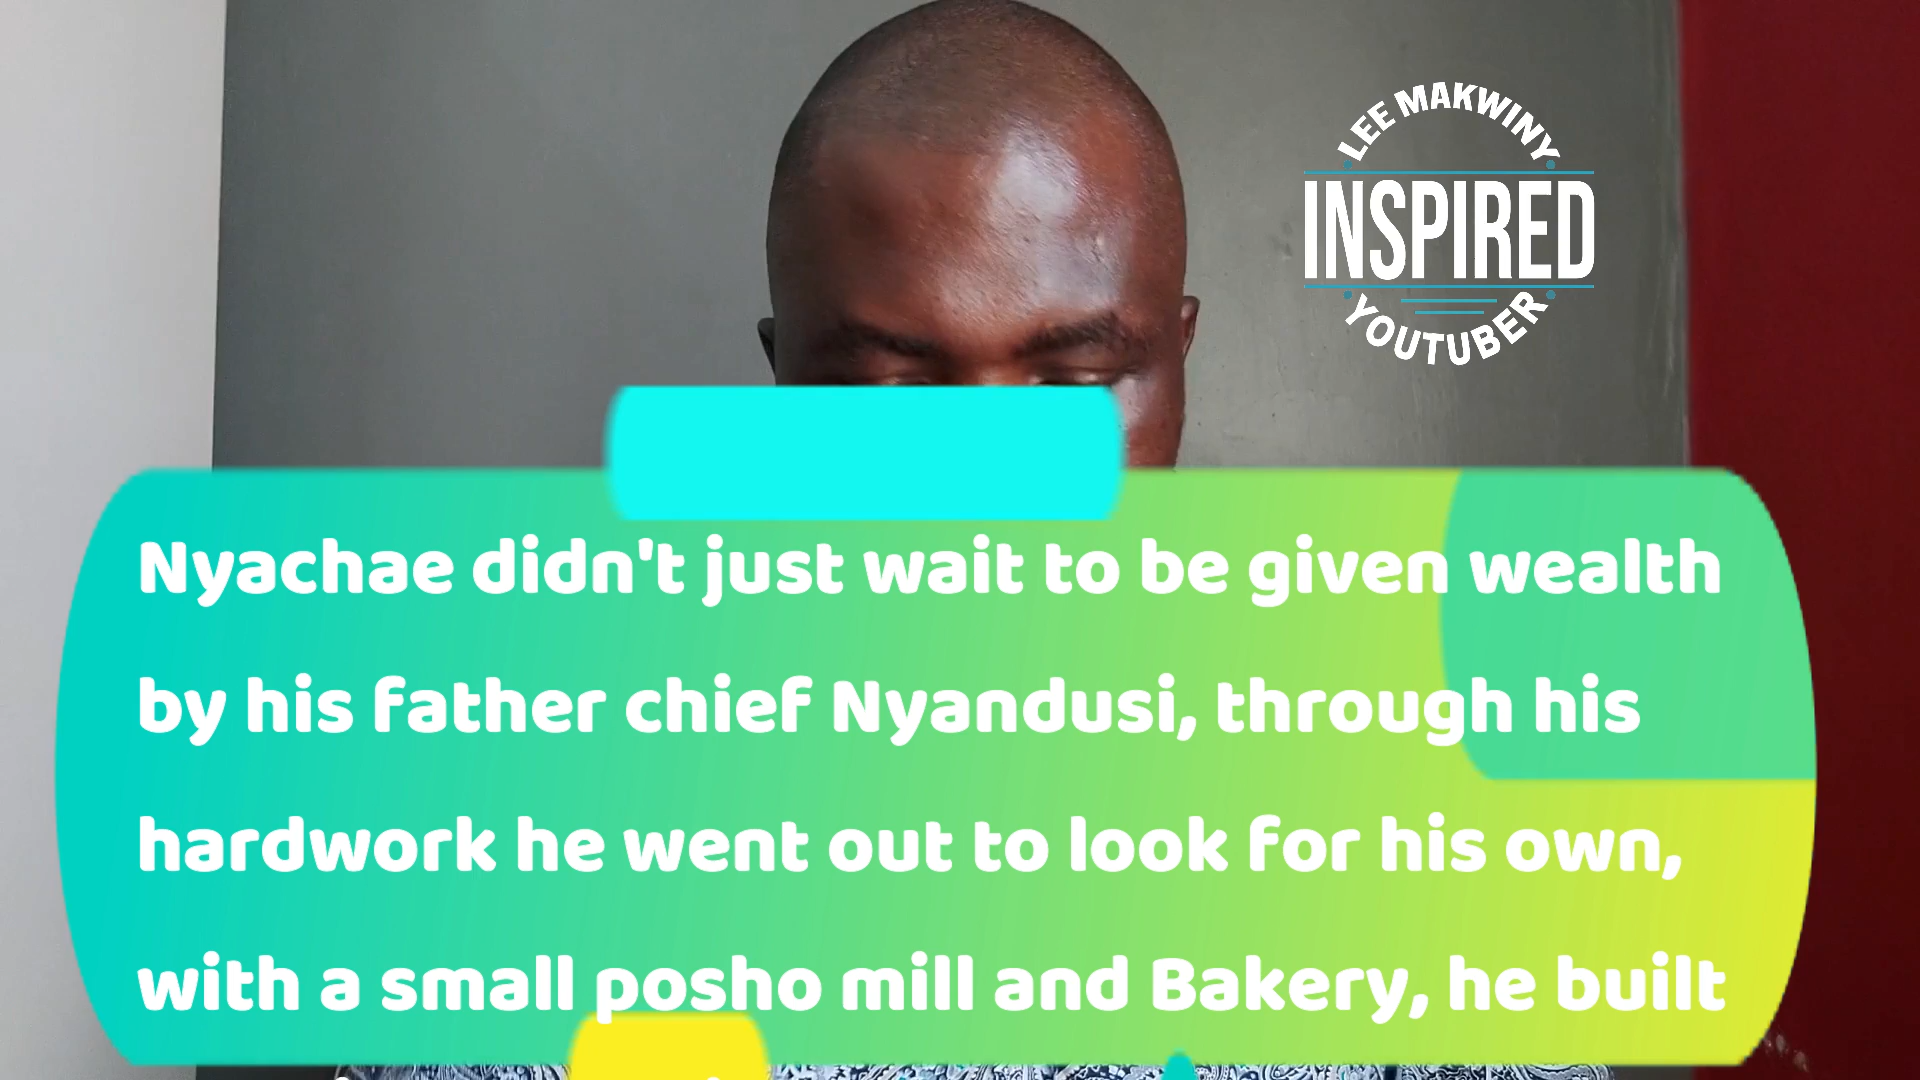 LEE MAKWINY
INSPIRED
YOUTUBER
Nyachae didn't just wait to be given wealth
by his father chief Nyandusi, through his
hardwork he went out to look for his own,
with a small posho mill and Bakery, he built